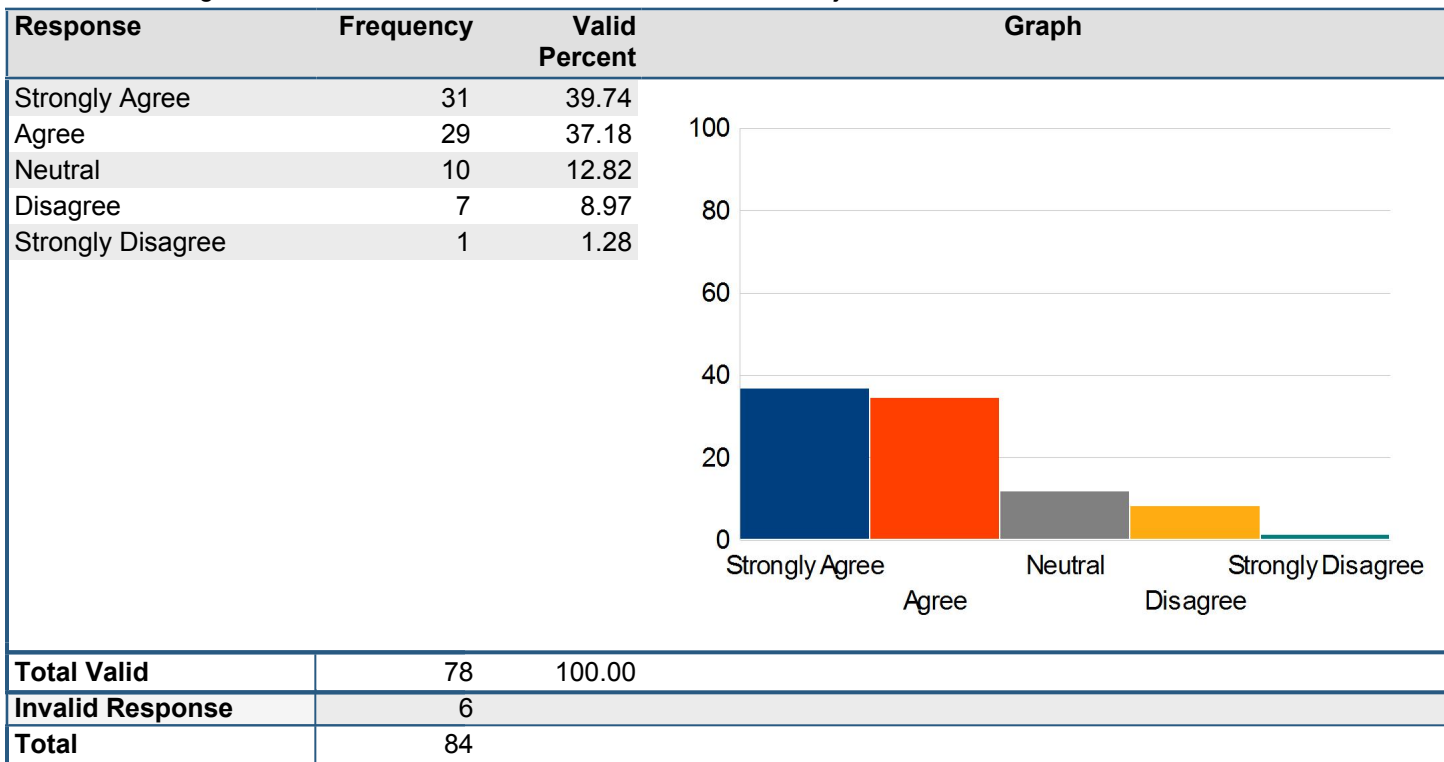 Response Frequency Valid Percent Graph
Strongly Agree 31 39.74
Agree 29 37.18
Neutral 10 12.82
Disagree 7 8.97
Strongly Disagree 1 1.28
100
80
60
40
20
0
Strongly Agree Neutral Strongly Disagree
Agree Disagree
Total Valid 78 100.00
Invalid Response 6
Total 84